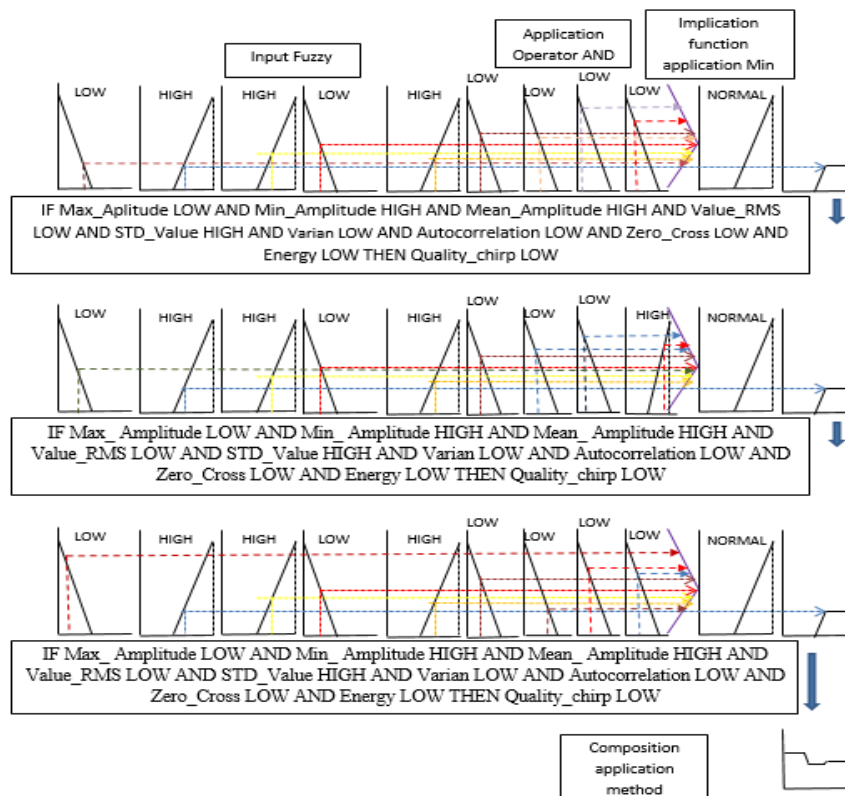 Input Fuzzy
Application
Operator AND
Implication
function
application Min
LOW HIGH HIGH LOW HIGH LOW LOW LOW LOW NORMAL
IF Max_Aplitude LOW AND Min_Amplitude HIGH AND Mean_Amplitude HIGH AND Value_RMS
LOW AND STD_Value HIGH AND Varian LOW AND Autocorrelation LOW AND Zero_Cross LOW AND
Energy LOW THEN Quality_chirp LOW
LOW HIGH HIGH LOW HIGH LOW LOW LOW HIGH NORMAL
IF Max_ Amplitude LOW AND Min_ Amplitude HIGH AND Mean_ Amplitude HIGH AND
Value_RMS LOW AND STD_Value HIGH AND Varian LOW AND Autocorrelation LOW AND
Zero_Cross LOW AND Energy LOW THEN Quality_chirp LOW
LOW HIGH HIGH LOW HIGH LOW LOW LOW LOW NORMAL
IF Max_ Amplitude LOW AND Min_ Amplitude HIGH AND Mean_ Amplitude HIGH AND
Value_RMS LOW AND STD_Value HIGH AND Varian LOW AND Autocorrelation LOW AND
Zero_Cross LOW AND Energy LOW THEN Quality_chirp LOW
Composition
application
method